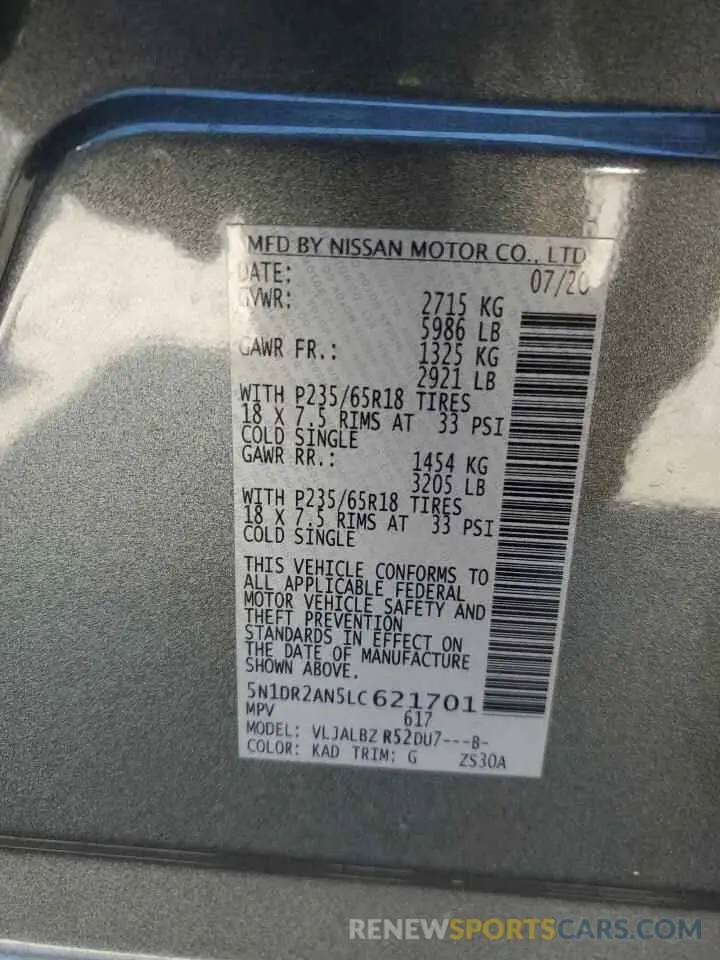 MFD BY NISSAN MOTOR CO., LTD
DATE: 07/20
GVWR: 2715 KG
5986 LB
GAWR FR.: 1325 KG
2921 LB
WITH P235/65R18 TIRES
18 X 7.5 RIMS AT 33 PSI
COLD SINGLE
GAWR RR.: 1454 KG
3205 LB
WITH P235/65R18 TIRES
18 X 7.5 RIMS AT 33 PSI
COLD SINGLE
THIS VEHICLE CONFORMS TO
ALL APPLICABLE FEDERAL
MOTOR VEHICLE SAFETY AND
THEFT PREVENTION
STANDARDS IN EFFECT ON
THE DATE OF MANUFACTURE
SHOWN ABOVE.
5N1DR2AN5LC621701
MPV 617
MODEL: VLJALBZ R52DU7---B-
COLOR: KAD TRIM: G ZS30A
RENEWSPORTSCARS.COM